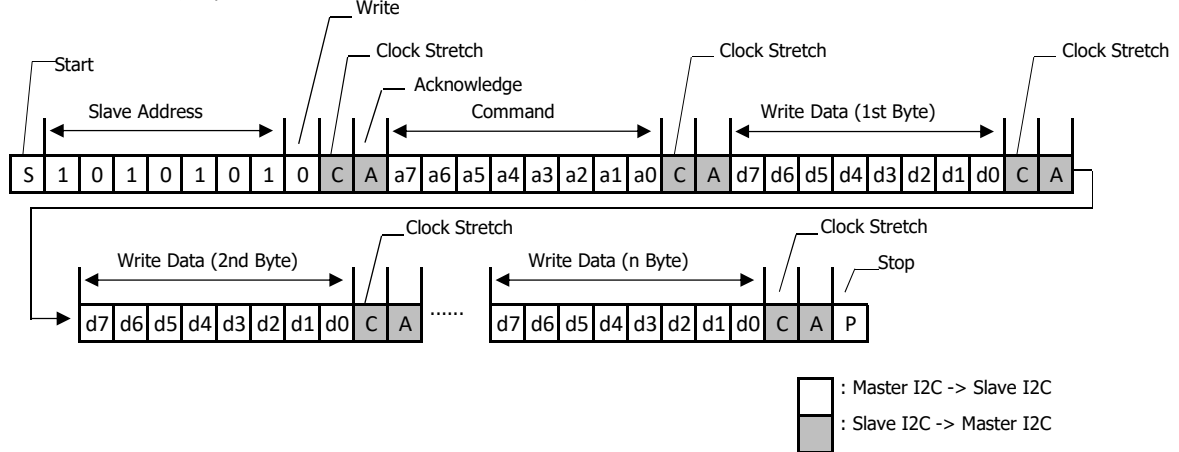 Write
Start
Clock Stretch
Clock Stretch
Clock Stretch
Acknowledge
Slave Address
Command
Write Data (1st Byte)
S 1 0 1 0 1 0 1 0 C A a7 a6 a5 a4 a3 a2 a1 a0 C A d7 d6 d5 d4 d3 d2 d1 d0 C A
Clock Stretch
Clock Stretch
Write Data (2nd Byte)
Write Data (n Byte)
Stop
d7 d6 d5 d4 d3 d2 d1 d0 C A ...... d7 d6 d5 d4 d3 d2 d1 d0 C A P
: Master I2C -> Slave I2C
: Slave I2C -> Master I2C